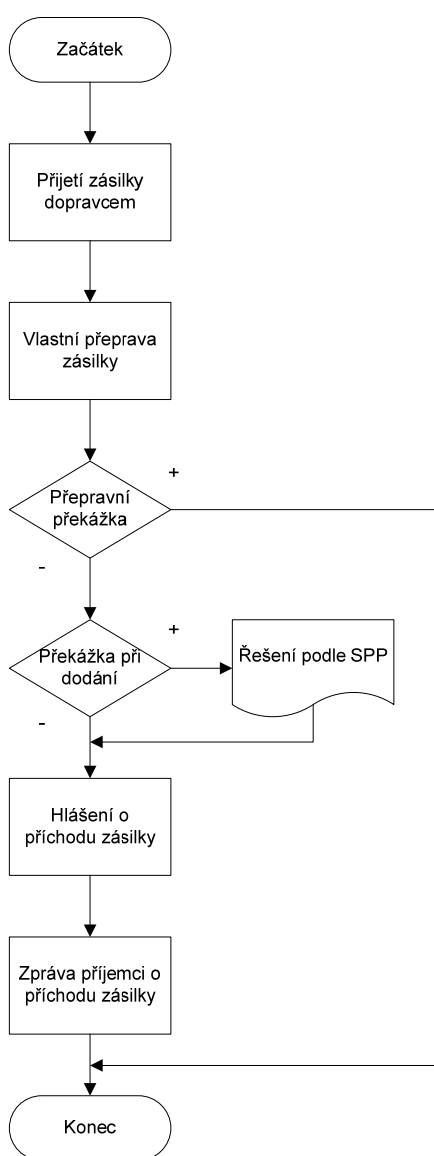 Začátek
Přijetí zásilky
dopravcem
Vlastní přeprava
zásilky
+
Přepravní
překážka
-
+
Překážka při
dodání
Řešení podle SPP
-
Hlášení o
příchodu zásilky
Zpráva příjemci o
příchodu zásilky
Konec